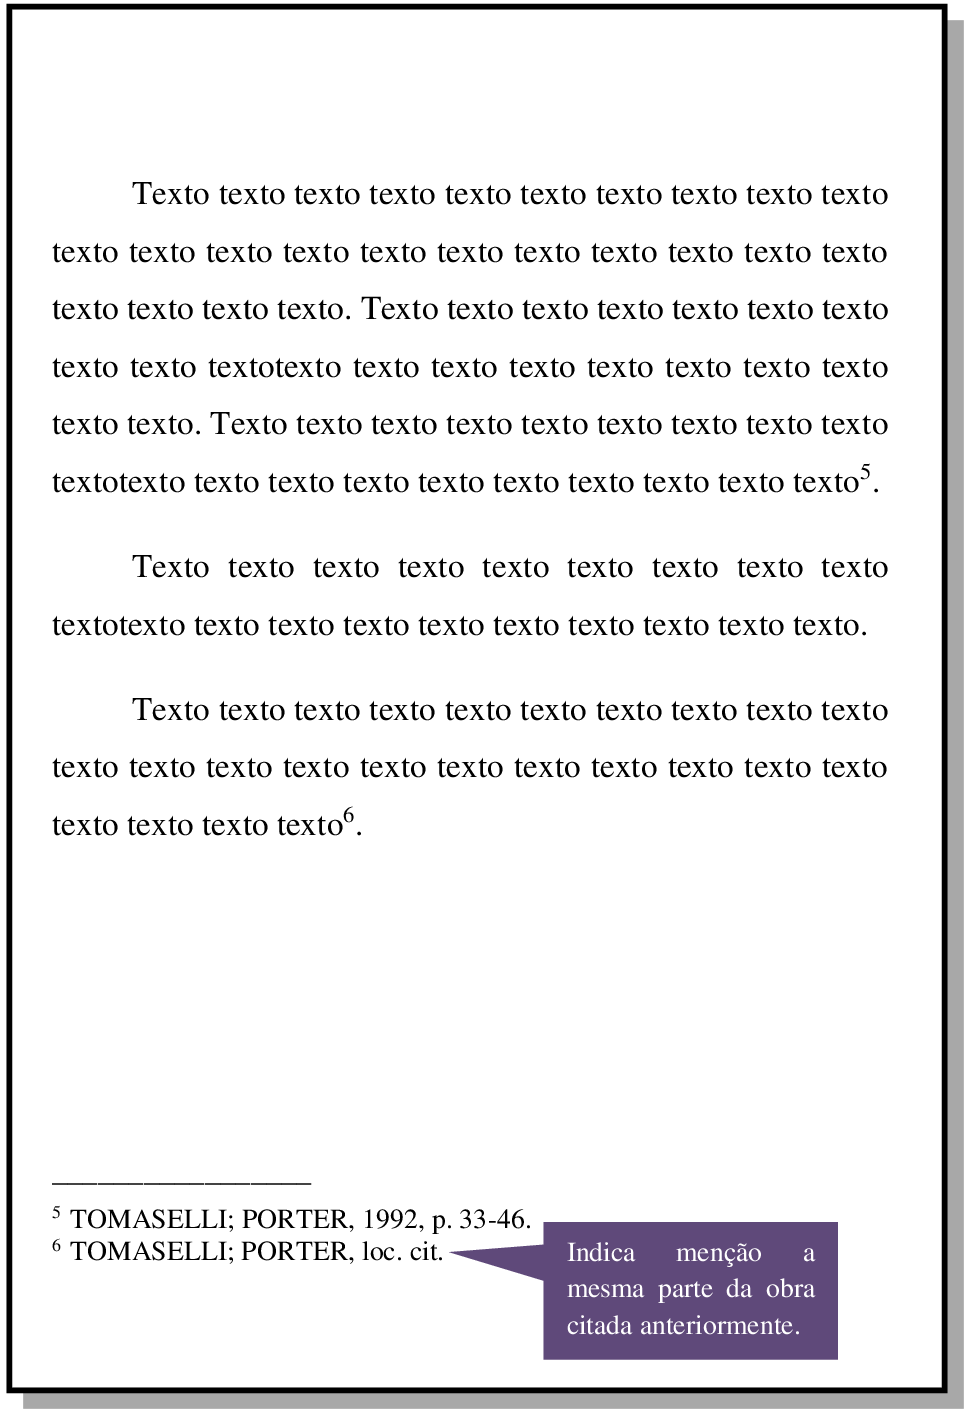 Texto texto texto texto texto texto texto texto texto texto
texto texto texto texto texto texto texto texto texto texto texto
texto texto texto texto. Texto texto texto texto texto texto texto
texto texto textotexto texto texto texto texto texto texto texto
texto texto. Texto texto texto texto texto texto texto texto texto
textotexto texto texto texto texto texto texto texto texto texto⁵.
Texto texto texto texto texto texto texto texto texto
textotexto texto texto texto texto texto texto texto texto texto.
Texto texto texto texto texto texto texto texto texto texto
texto texto texto texto texto texto texto texto texto texto texto
texto texto texto texto⁶.
⁵ TOMASELLI; PORTER, 1992, p. 33-46.
⁶ TOMASELLI; PORTER, loc. cit.
Indica menção a
mesma parte da obra
citada anteriormente.